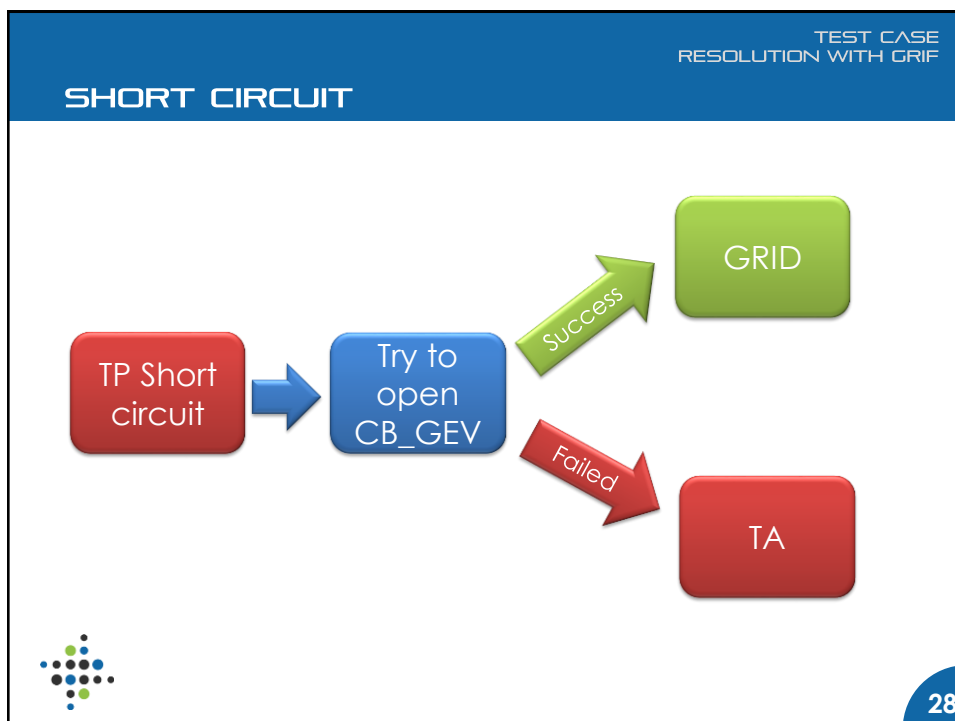 TEST CASE
RESOLUTION WITH GRIF
SHORT CIRCUIT
TP Short
circuit
Try to
open
CB_GEV
Success
GRID
Failed
TA
28